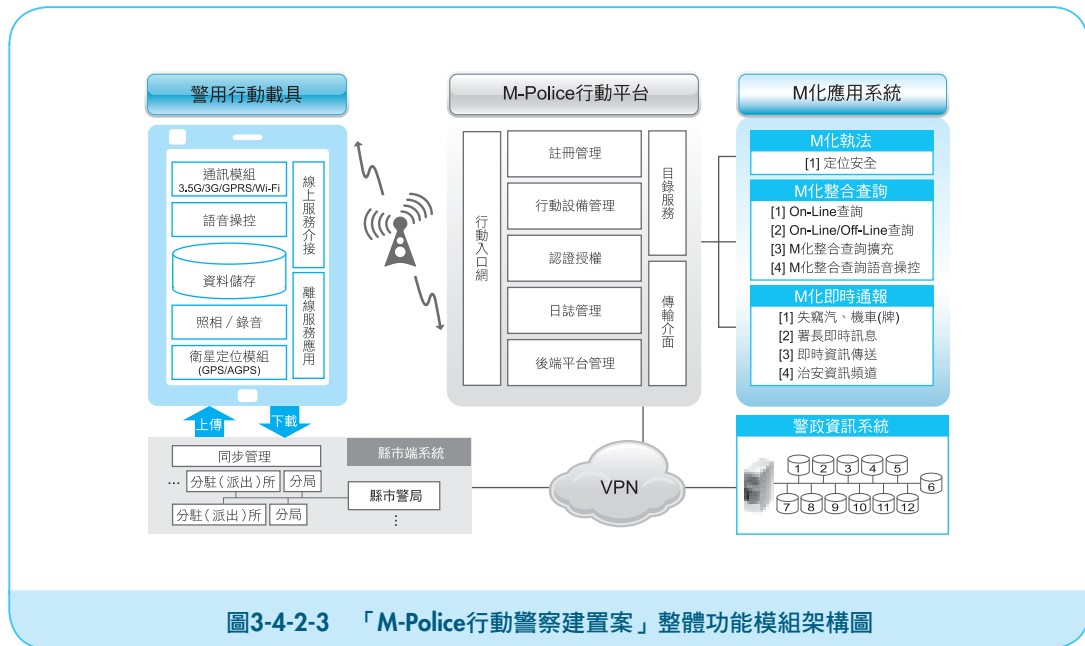 警用行動載具
通訊模組
3.5G/3G/GPRS/Wi-Fi
語音操控
資料儲存
照相／錄音
衛星定位模組
(GPS/AGPS)
線上服務介接
離線服務應用
上傳
下載
同步管理
縣市端系統
… 分駐(派出)所 分局
分駐(派出)所 分局
縣市警局
⋮
M-Police行動平台
行動入口網
註冊管理
行動設備管理
認證授權
日誌管理
後端平台管理
目錄服務
傳輸介面
VPN
M化應用系統
M化執法
[1] 定位安全
M化整合查詢
[1] On-Line查詢
[2] On-Line/Off-Line查詢
[3] M化整合查詢擴充
[4] M化整合查詢語音操控
M化即時通報
[1] 失竊汽、機車(牌)
[2] 署長即時訊息
[3] 即時資訊傳送
[4] 治安資訊頻道
警政資訊系統
1 2 3 4 5
6
7 8 9 10 11 12
圖3-4-2-3 「M-Police行動警察建置案」整體功能模組架構圖